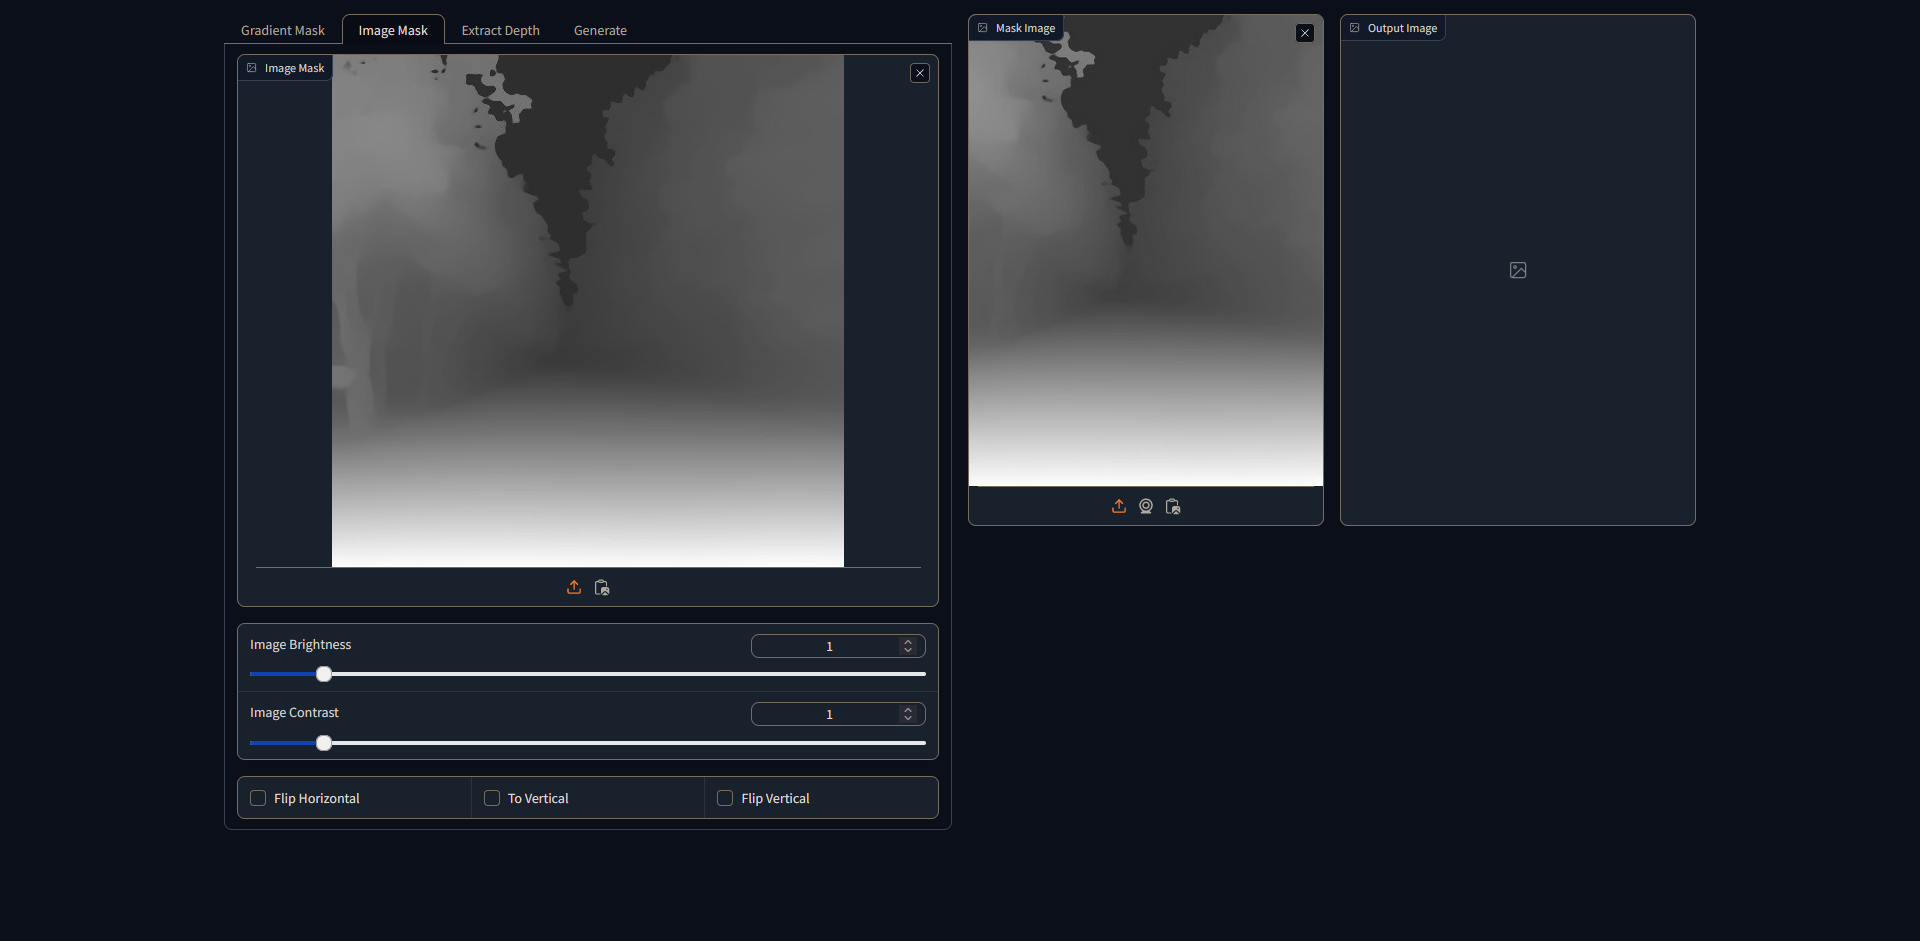 Gradient Mask
Image Mask
Extract Depth
Generate
Image Mask
Image Brightness
1
Image Contrast
1
Flip Horizontal
To Vertical
Flip Vertical
Mask Image
Output Image